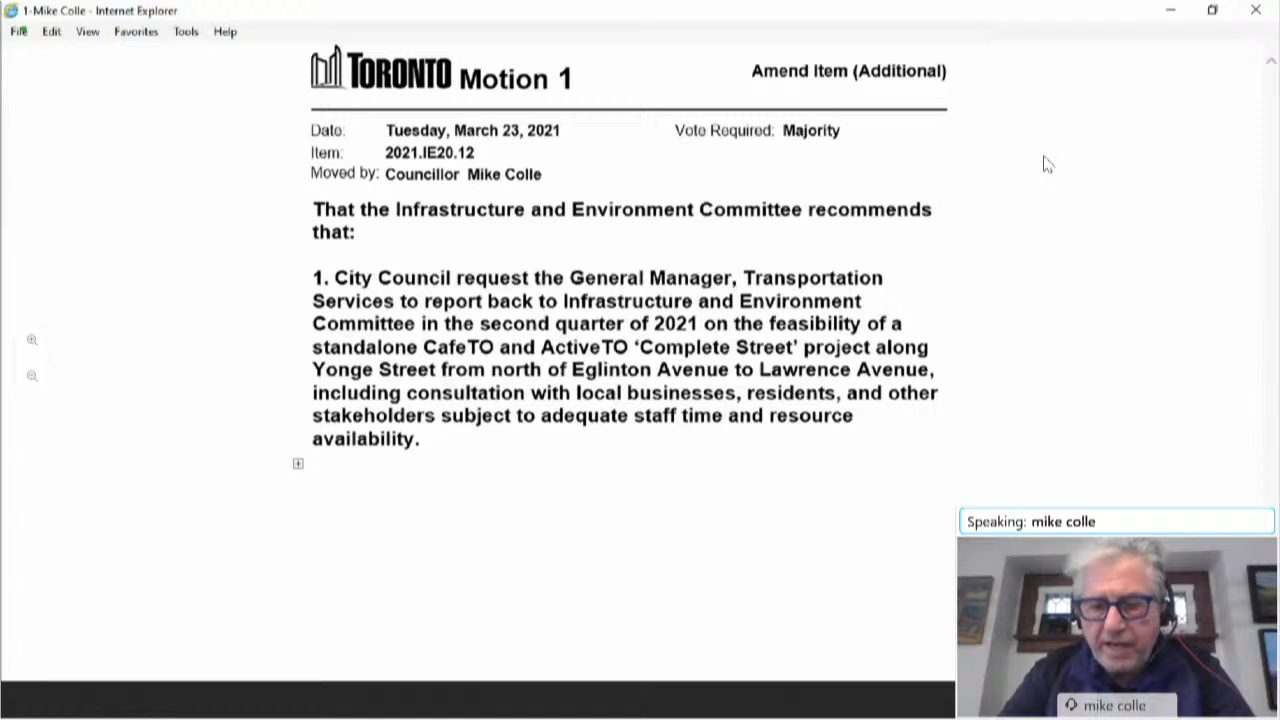 1-Mike Colle - Internet Explorer
File Edit View Favorites Tools Help
TORONTO Motion 1
Amend Item (Additional)
Date: Tuesday, March 23, 2021
Vote Required: Majority
Item: 2021.IE20.12
Moved by: Councillor Mike Colle
That the Infrastructure and Environment Committee recommends
that:
1. City Council request the General Manager, Transportation
Services to report back to Infrastructure and Environment
Committee in the second quarter of 2021 on the feasibility of a
standalone CafeTO and ActiveTO ‘Complete Street’ project along
Yonge Street from north of Eglinton Avenue to Lawrence Avenue,
including consultation with local businesses, residents, and other
stakeholders subject to adequate staff time and resource
availability.
Speaking: mike colle
mike colle